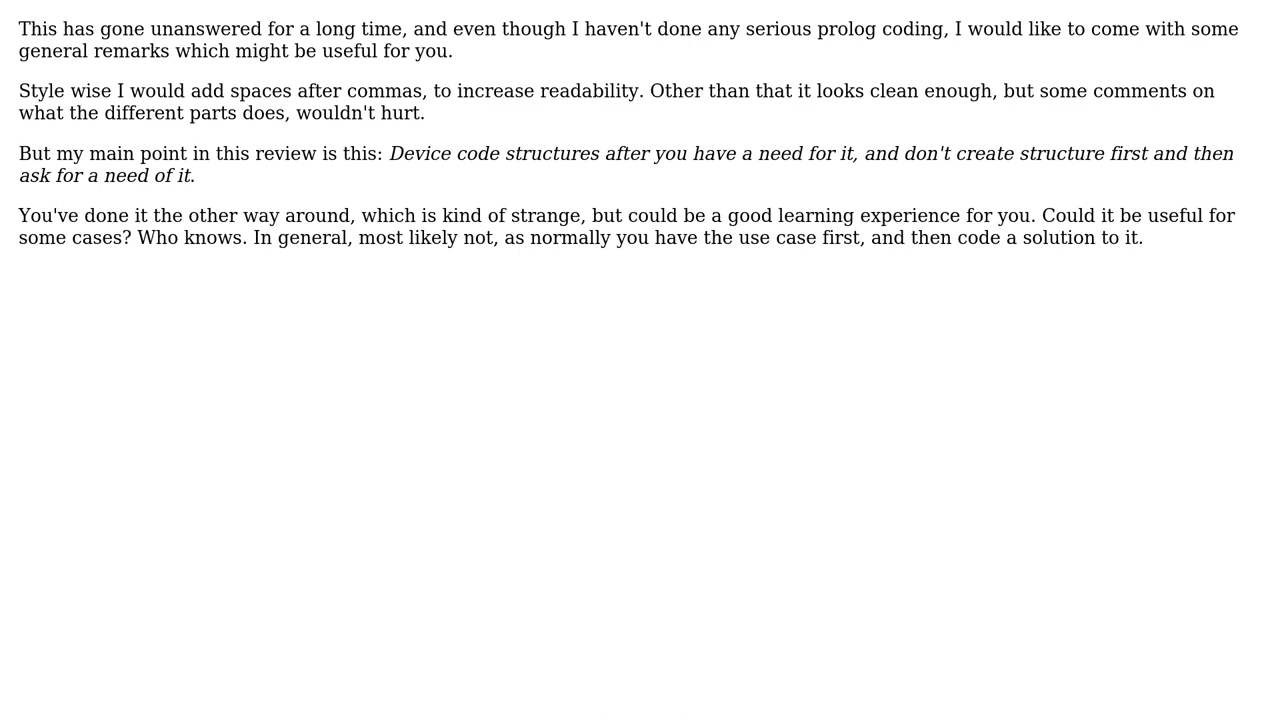 This has gone unanswered for a long time, and even though I haven't done any serious prolog coding, I would like to come with some
general remarks which might be useful for you.
Style wise I would add spaces after commas, to increase readability. Other than that it looks clean enough, but some comments on
what the different parts does, wouldn't hurt.
But my main point in this review is this: Device code structures after you have a need for it, and don't create structure first and then
ask for a need of it.
You've done it the other way around, which is kind of strange, but could be a good learning experience for you. Could it be useful for
some cases? Who knows. In general, most likely not, as normally you have the use case first, and then code a solution to it.